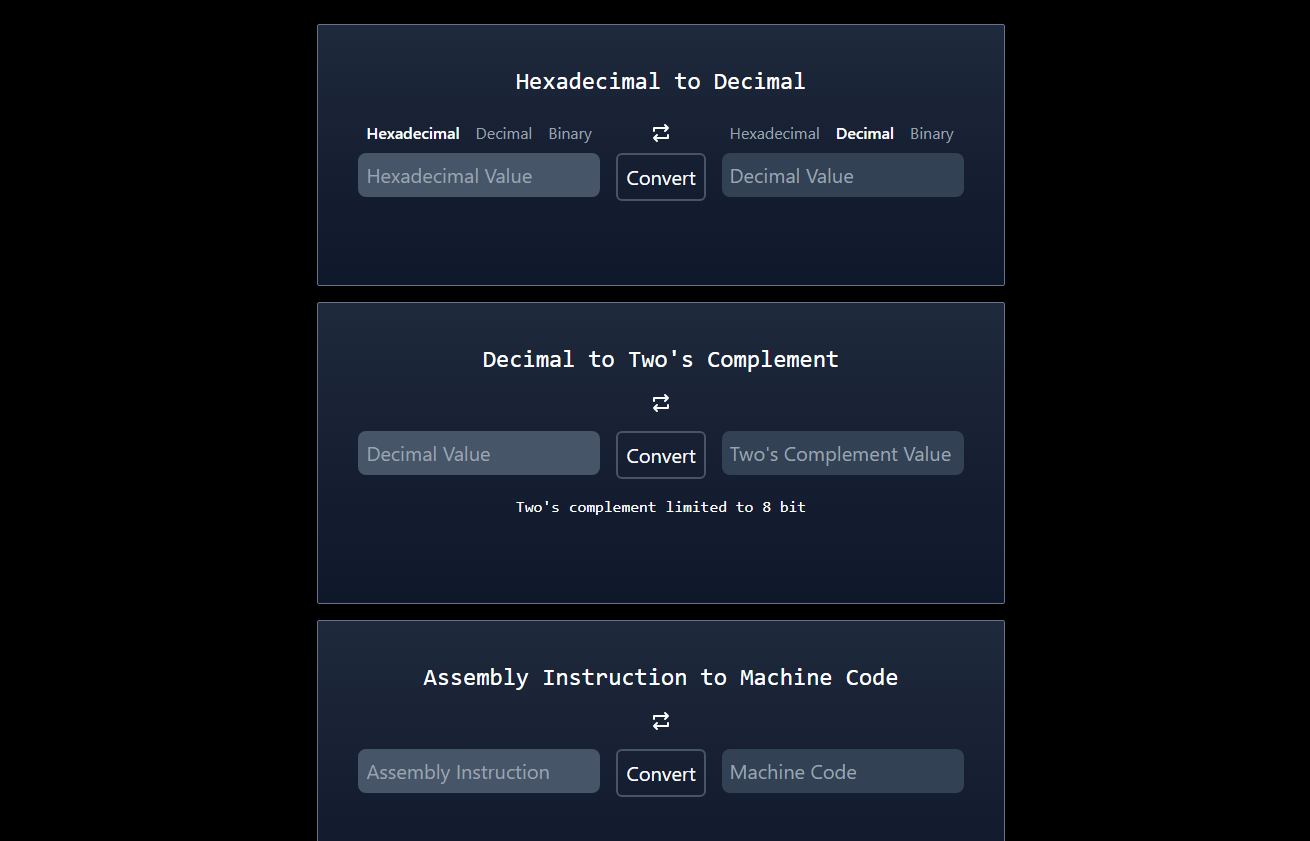 Hexadecimal to Decimal
Hexadecimal Decimal Binary Hexadecimal Decimal Binary
Hexadecimal Value Convert Decimal Value
Decimal to Two's Complement
Decimal Value Convert Two's Complement Value
Two's complement limited to 8 bit
Assembly Instruction to Machine Code
Assembly Instruction Convert Machine Code